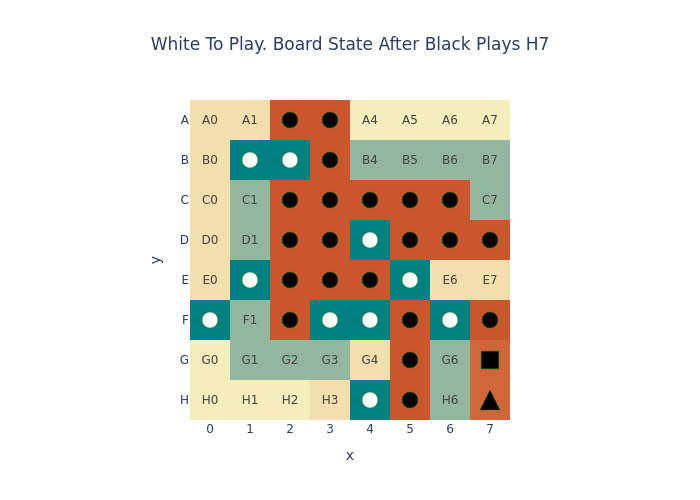 White To Play. Board State After Black Plays H7
A A0 A1 A4 A5 A6 A7
B B0 B4 B5 B6 B7
C C0 C1 C7
D D0 D1
E E0 E6 E7
F F1
G G0 G1 G2 G3 G4 G6
H H0 H1 H2 H3 H6
0 1 2 3 4 5 6 7
x
y